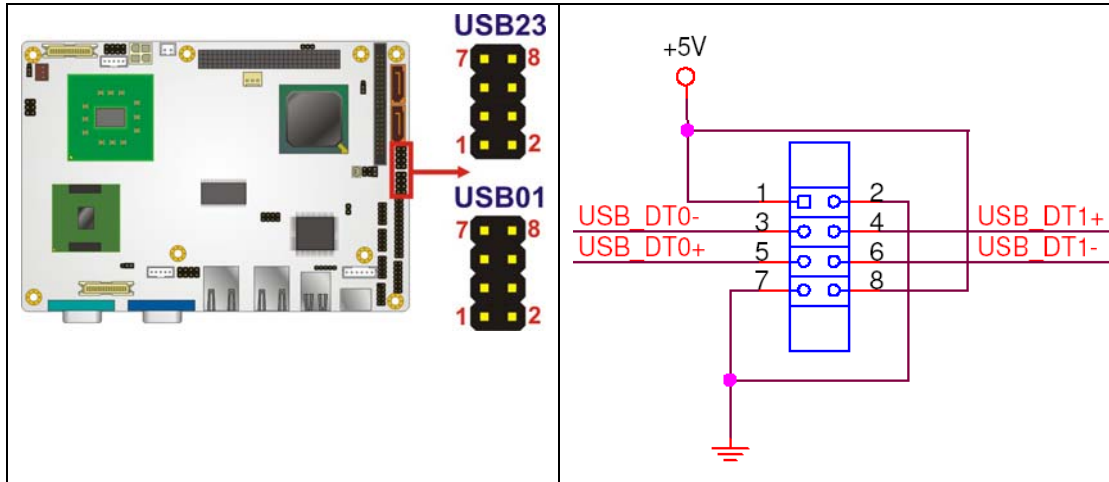 USB23
7 8
1 2
USB01
7 8
1 2
+5V
1 2
USB_DT0- 3 4 USB_DT1+
USB_DT0+ 5 6 USB_DT1-
7 8